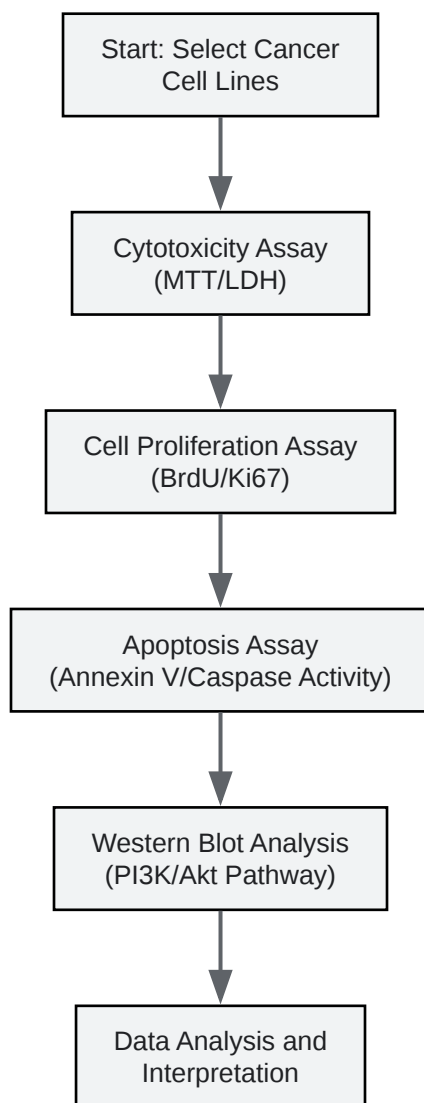 Start: Select Cancer
Cell Lines
Cytotoxicity Assay
(MTT/LDH)
Cell Proliferation Assay
(BrdU/Ki67)
Apoptosis Assay
(Annexin V/Caspase Activity)
Western Blot Analysis
(PI3K/Akt Pathway)
Data Analysis and
Interpretation